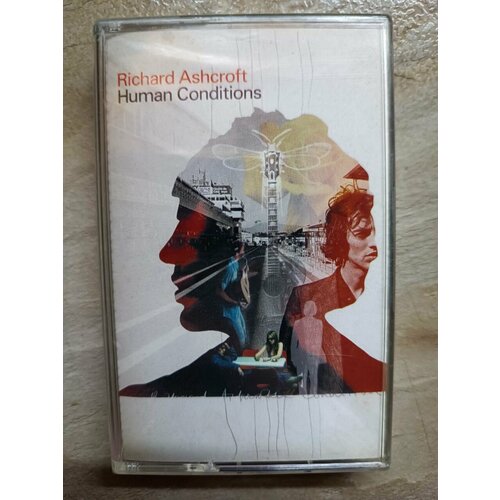 Richard Ashcroft
Human Conditions